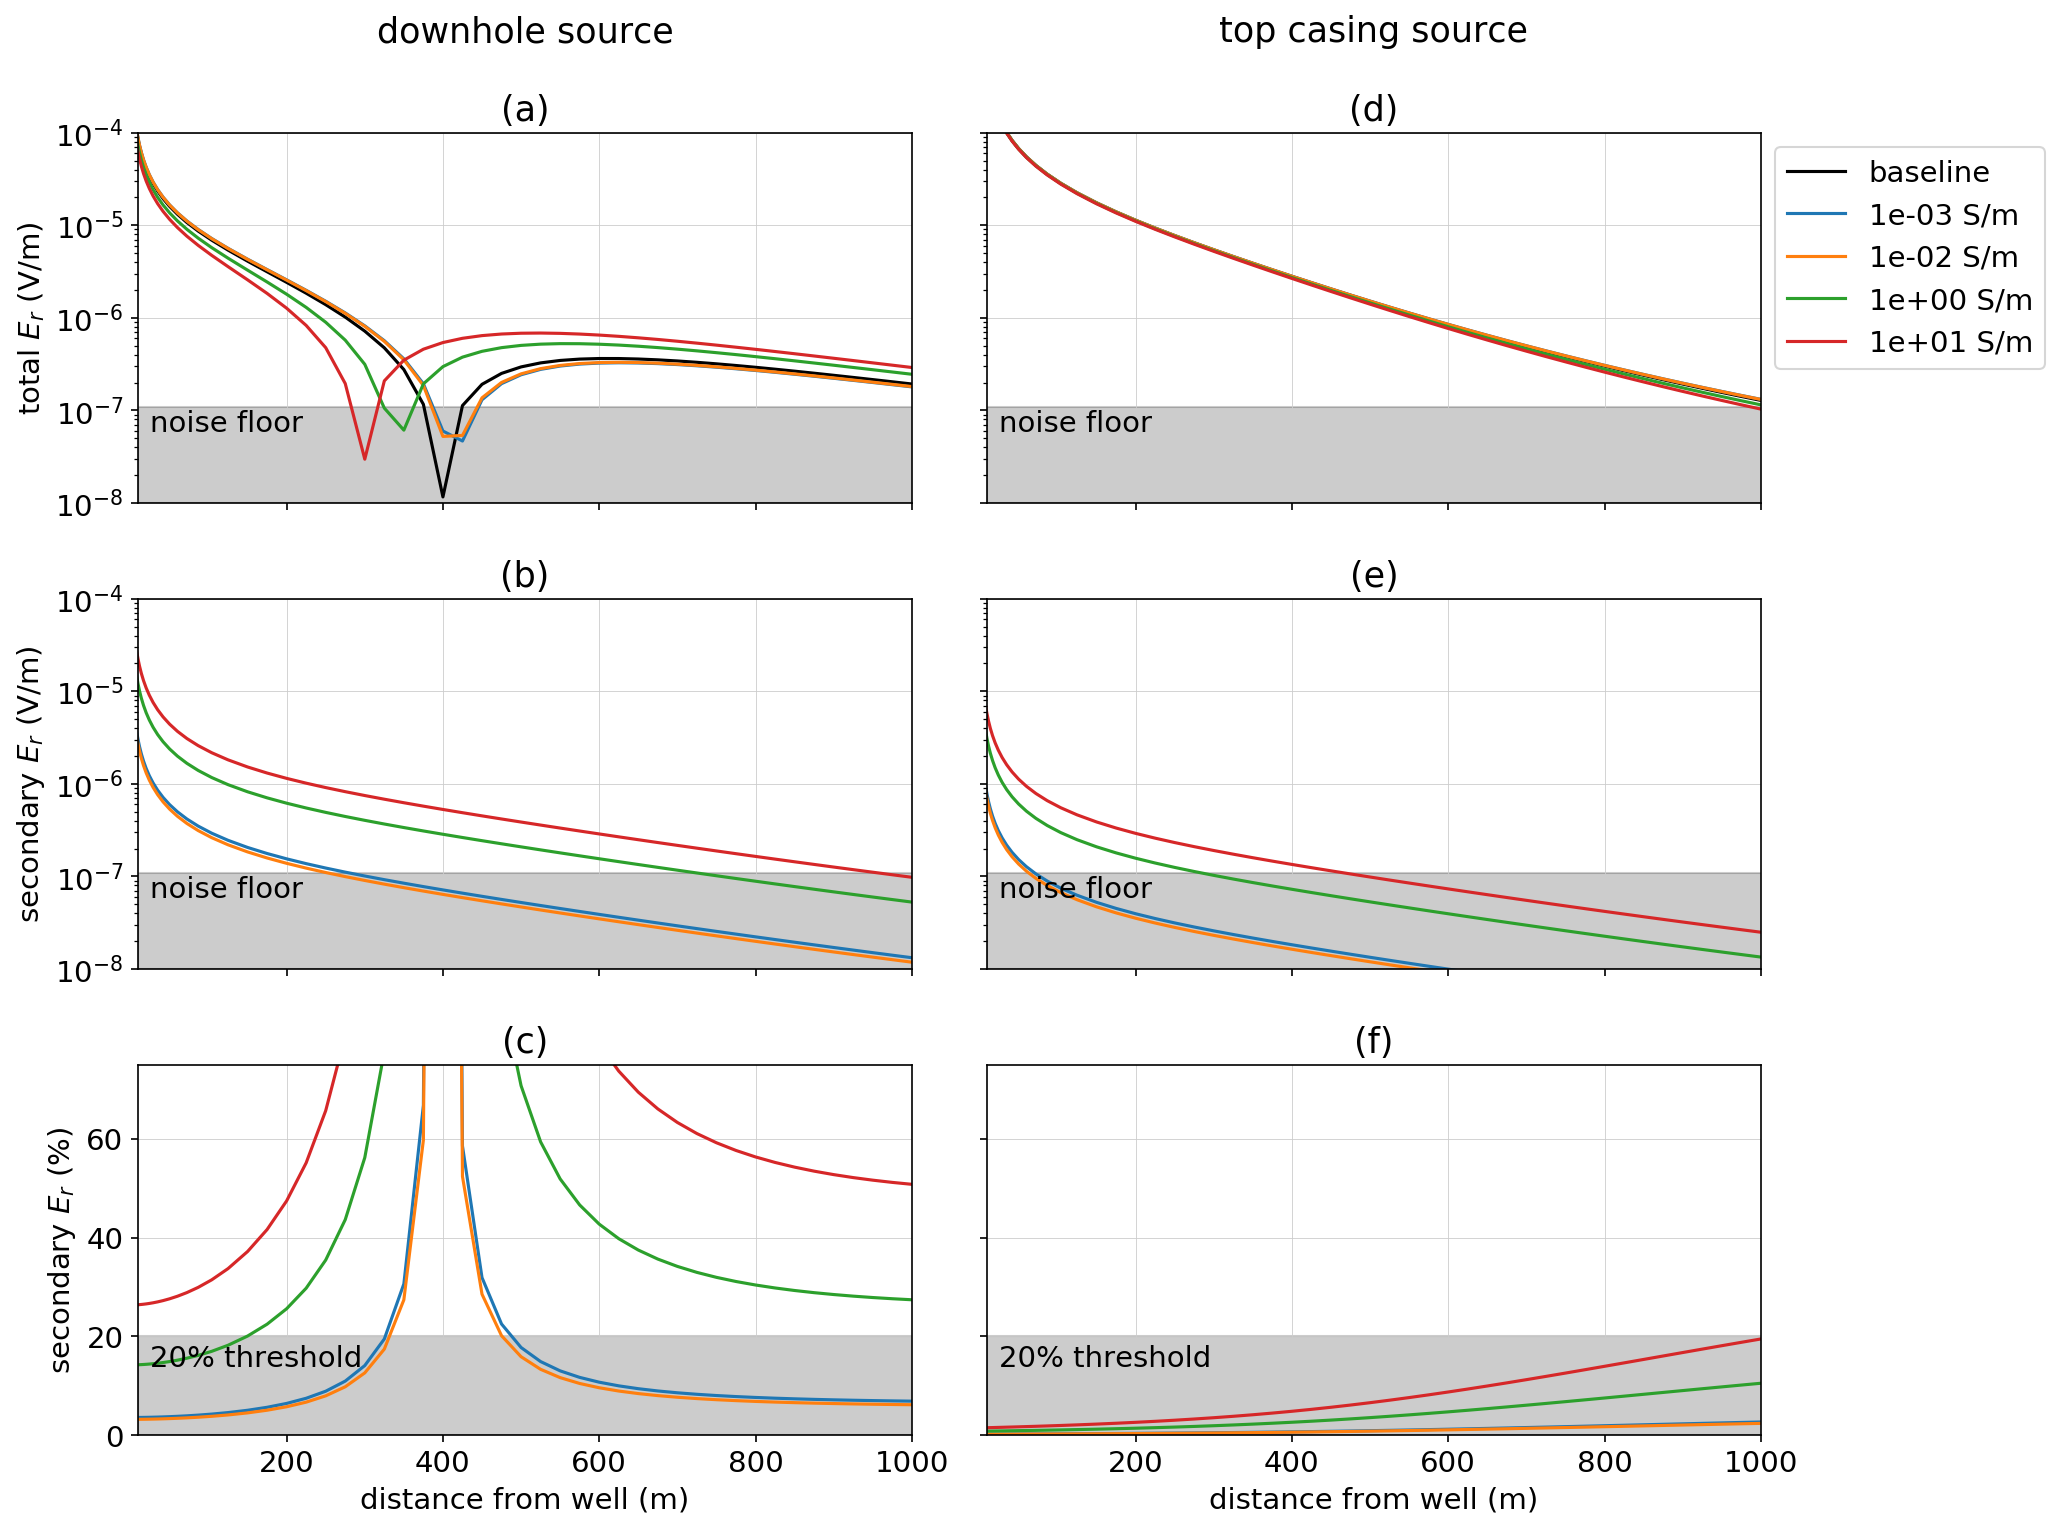 downhole source
top casing source
(a)
10⁻⁴
10⁻⁵
10⁻⁶
10⁻⁷
10⁻⁸
total E_r (V/m)
noise floor
(d)
noise floor
baseline
1e-03 S/m
1e-02 S/m
1e+00 S/m
1e+01 S/m
(b)
10⁻⁴
10⁻⁵
10⁻⁶
10⁻⁷
10⁻⁸
secondary E_r (V/m)
noise floor
(e)
noise floor
(c)
60
40
20
0
secondary E_r (%)
20% threshold
200 400 600 800 1000
distance from well (m)
(f)
20% threshold
200 400 600 800 1000
distance from well (m)